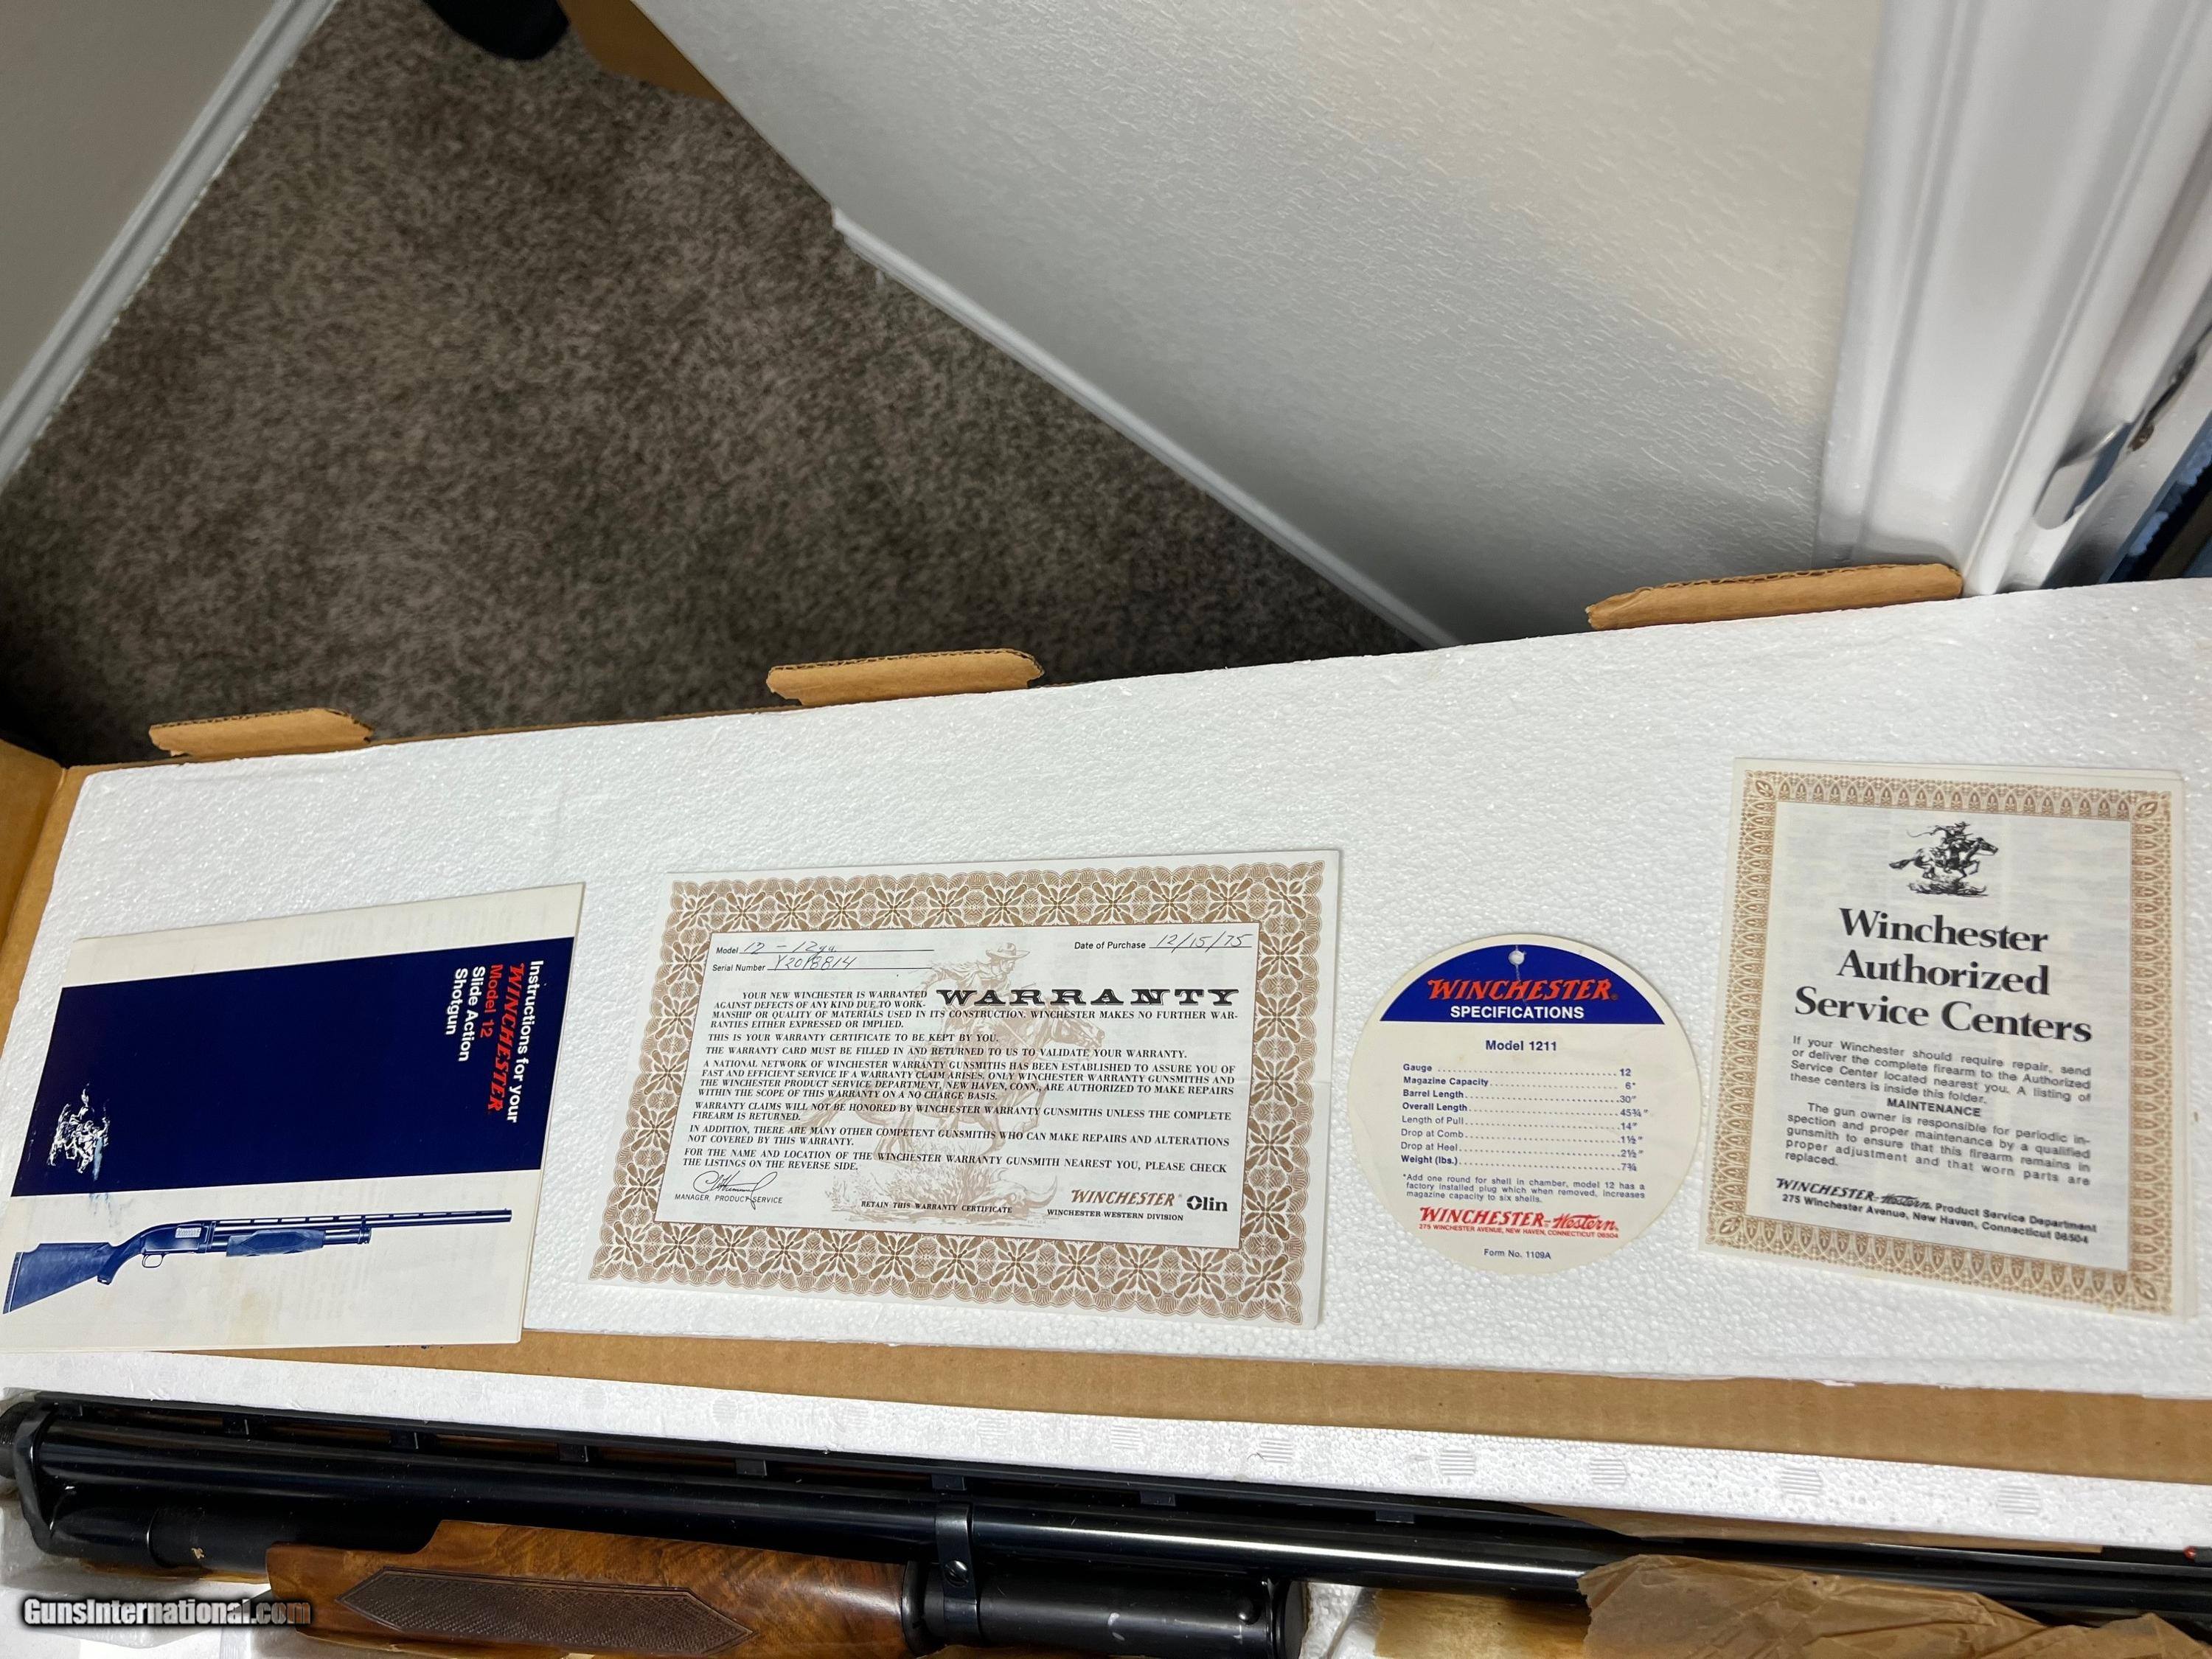 Instructions for your
WINCHESTER
Model 12
Slide Action
Shotgun
Model 12 - 12ga.
Date of Purchase 12/15/75
Serial Number Y2018814
WARRANTY
YOUR NEW WINCHESTER IS WARRANTED
AGAINST DEFECTS OF ANY KIND DUE TO WORK-
MANSHIP OR QUALITY OF MATERIALS USED IN ITS CONSTRUCTION. WINCHESTER MAKES NO FURTHER WAR-
RANTIES EITHER EXPRESSED OR IMPLIED.
THIS IS YOUR WARRANTY CERTIFICATE TO BE KEPT BY YOU.
THE WARRANTY CARD MUST BE FILLED IN AND RETURNED TO US TO VALIDATE YOUR WARRANTY.
A NATIONAL NETWORK OF WINCHESTER WARRANTY GUNSMITHS HAS BEEN ESTABLISHED TO ASSURE YOU OF
FAST AND EFFICIENT SERVICE IF A WARRANTY CLAIM ARISES. ONLY WINCHESTER WARRANTY GUNSMITHS AND
THE WINCHESTER PRODUCT SERVICE DEPARTMENT, NEW HAVEN, CONN., ARE AUTHORIZED TO MAKE REPAIRS
WITHIN THE SCOPE OF THIS WARRANTY ON A NO CHARGE BASIS.
WARRANTY CLAIMS WILL NOT BE HONORED BY WINCHESTER WARRANTY GUNSMITHS UNLESS THE COMPLETE
FIREARM IS RETURNED.
IN ADDITION, THERE ARE MANY OTHER COMPETENT GUNSMITHS WHO CAN MAKE REPAIRS AND ALTERATIONS
NOT COVERED BY THIS WARRANTY.
FOR THE NAME AND LOCATION OF THE WINCHESTER WARRANTY GUNSMITH NEAREST YOU, PLEASE CHECK
THE LISTINGS ON THE REVERSE SIDE.
MANAGER, PRODUCT SERVICE
RETAIN THIS WARRANTY CERTIFICATE
WINCHESTER® Olin
WINCHESTER-WESTERN DIVISION
WINCHESTER®
SPECIFICATIONS
Model 1211
Gauge 12
Magazine Capacity 6*
Barrel Length 30"
Overall Length 45¾"
Length of Pull 14"
Drop at Comb 1½"
Drop at Heel 2½"
Weight (lbs.) 7¾
*Add one round for shell in chamber, model 12 has a
factory installed plug which when removed, increases
magazine capacity to six shells.
WINCHESTER-Western
275 WINCHESTER AVENUE, NEW HAVEN, CONNECTICUT 06504
Form No. 1109A
Winchester
Authorized
Service Centers
If your Winchester should require repair, send
or deliver the complete firearm to the Authorized
Service Center located nearest you. A listing of
these centers is inside this folder.
MAINTENANCE
The gun owner is responsible for periodic in-
spection and proper maintenance by a qualified
gunsmith to ensure that this firearm remains in
proper adjustment and that worn parts are
replaced.
WINCHESTER-Western Product Service Department
275 Winchester Avenue, New Haven, Connecticut 06504
GunsInternational.com